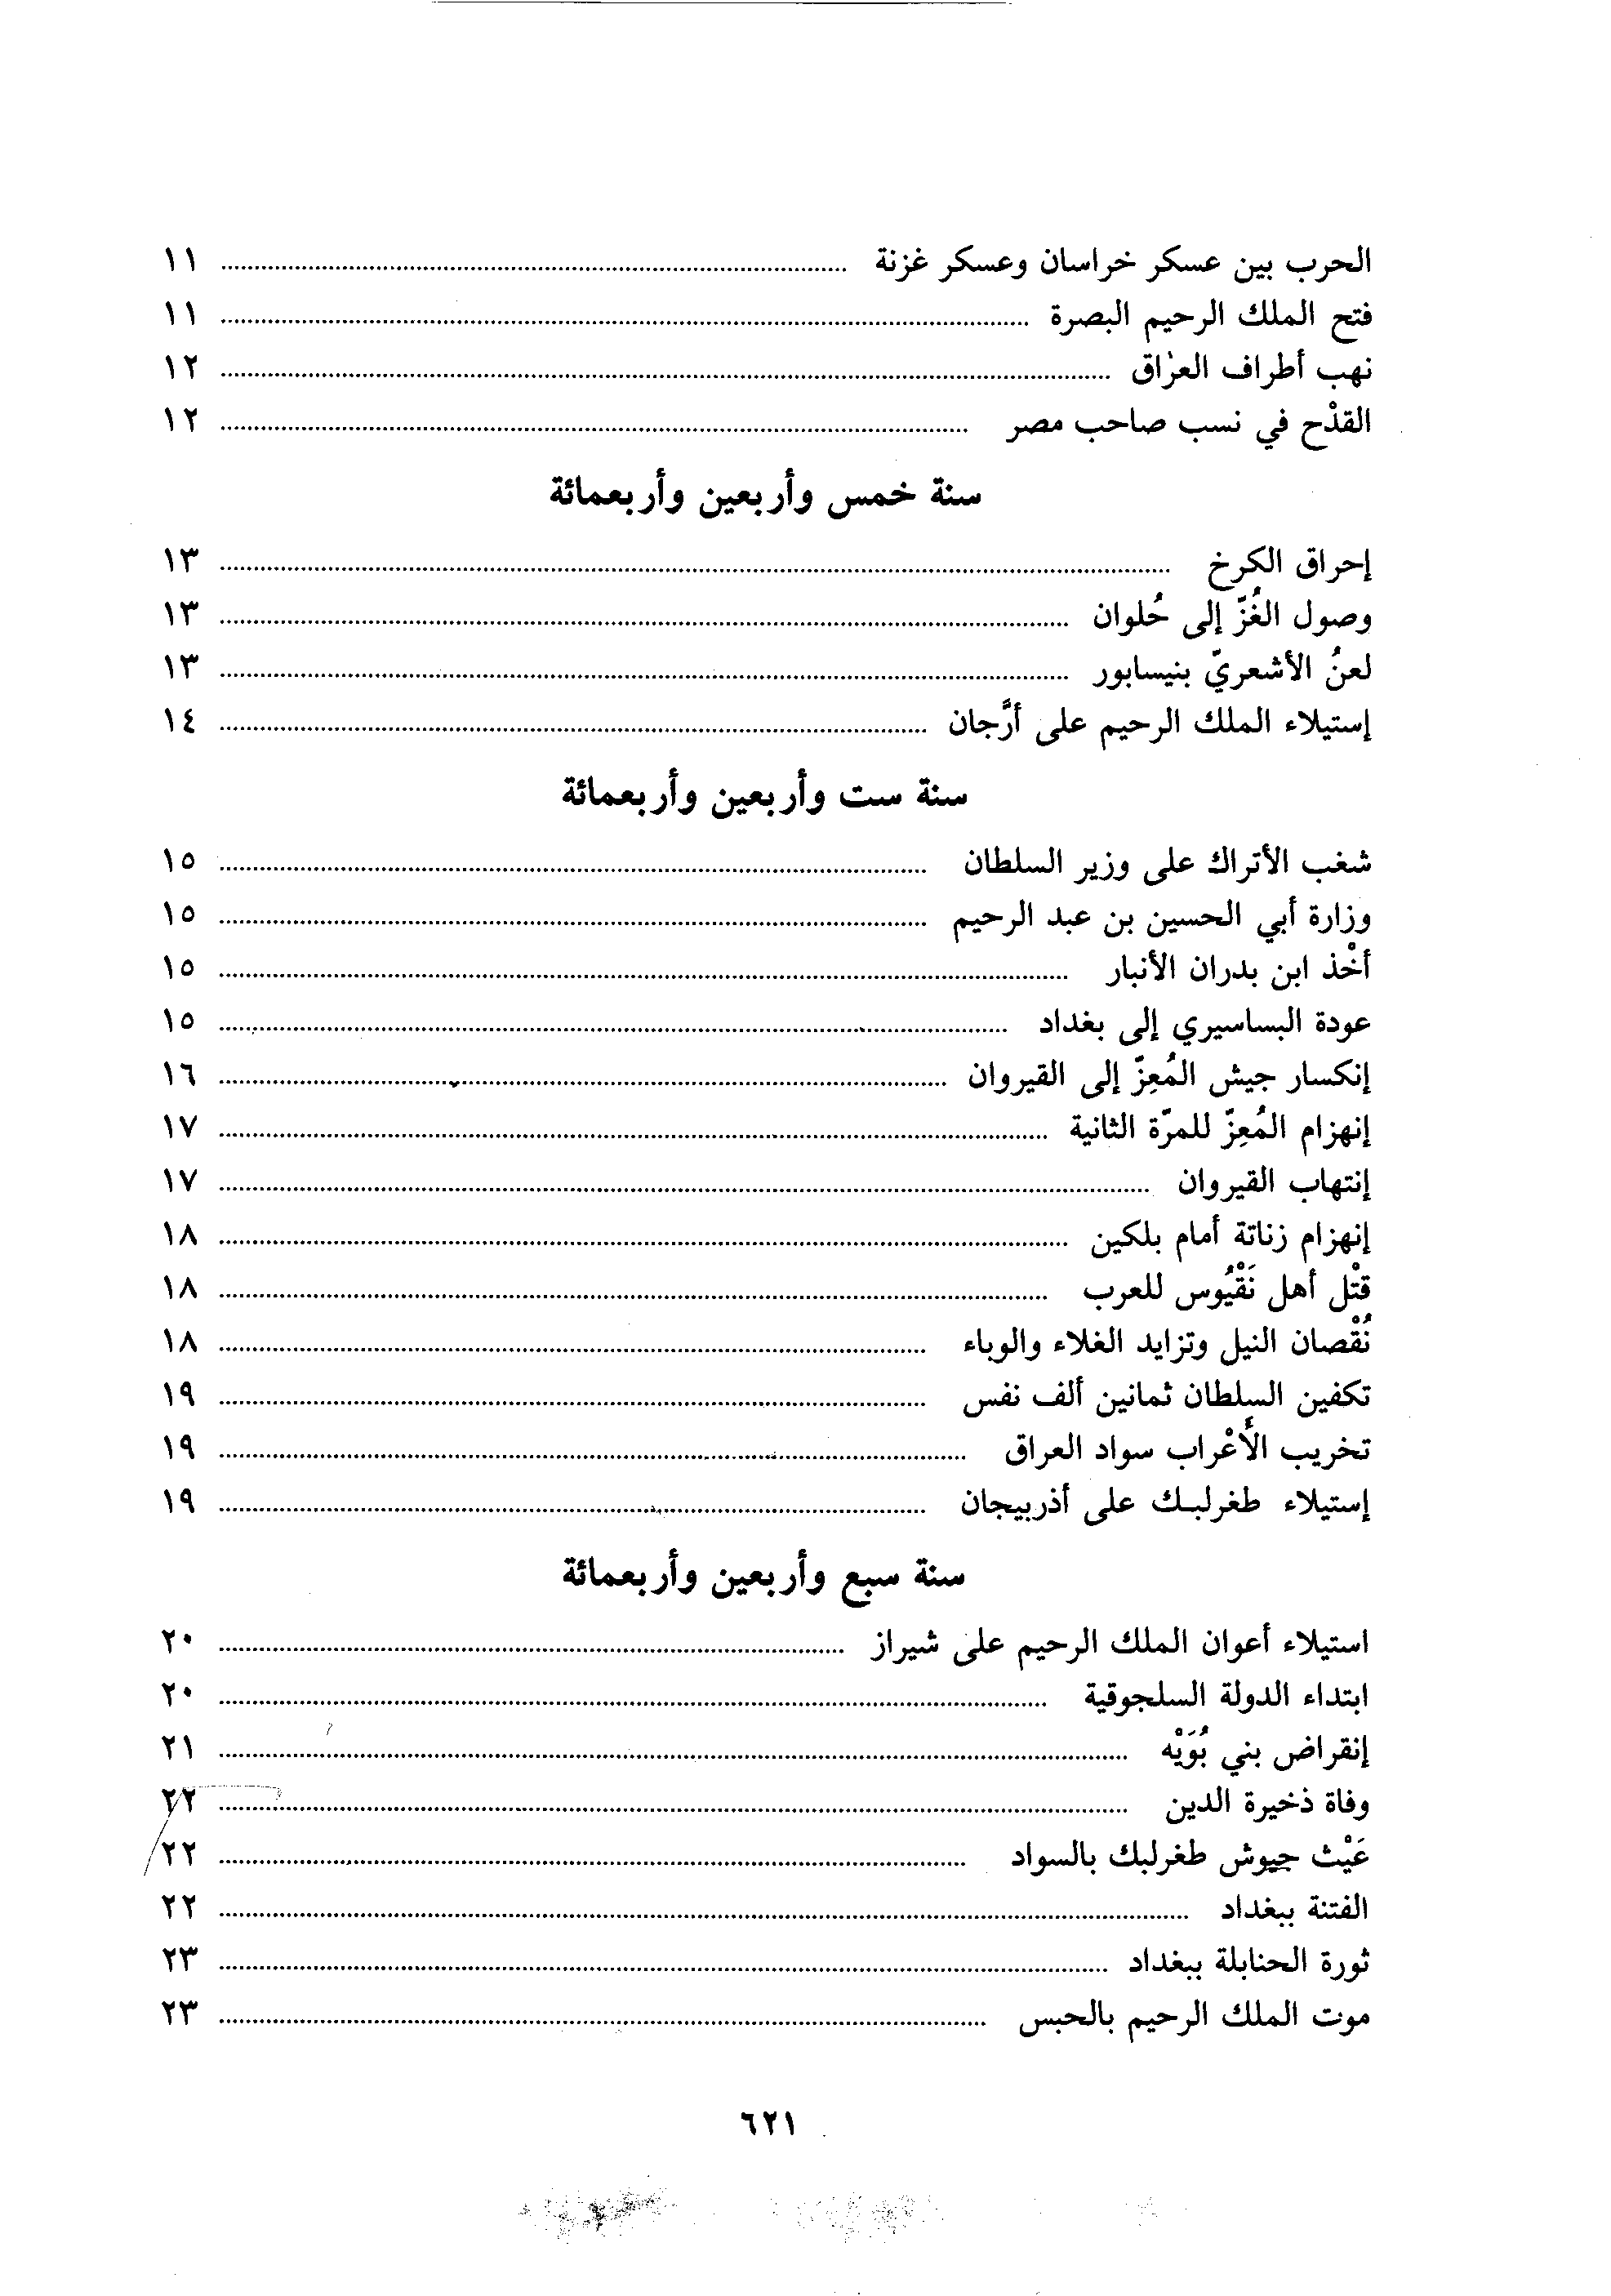 الحرب بين عسكر خراسان وعسكر غزنة ........ ١١
فتح الملك الرحيم البصرة ........ ١١
نهب أطراف العراق ........ ١٢
القدْح في نسب صاحب مصر ........ ١٢
سنة خمس وأربعين وأربعمائة
إحراق الكرخ ........ ١٣
وصول الغُزّ إلى حُلوان ........ ١٣
لعنُ الأشعريّ بنيسابور ........ ١٣
إستيلاء الملك الرحيم على أرَّجان ........ ١٤
سنة ست وأربعين وأربعمائة
شغب الأتراك على وزير السلطان ........ ١٥
وزارة أبي الحسين بن عبد الرحيم ........ ١٥
أخْذ ابن بدران الأنبار ........ ١٥
عودة البساسيري إلى بغداد ........ ١٥
إنكسار جيش المُعِزّ إلى القيروان ........ ١٦
إنهزام المُعِزّ للمرّة الثانية ........ ١٧
إنتهاب القيروان ........ ١٧
إنهزام زناتة أمام بلكين ........ ١٨
قتْل أهل نَقْيُوس للعرب ........ ١٨
نُقْصان النيل وتزايد الغلاء والوباء ........ ١٨
تكفين السلطان ثمانين ألف نفس ........ ١٩
تخريب الأَعْراب سواد العراق ........ ١٩
إستيلاء طغرلبك على أذربيجان ........ ١٩
سنة سبع وأربعين وأربعمائة
استيلاء أعوان الملك الرحيم على شيراز ........ ٢٠
ابتداء الدولة السلجوقية ........ ٢٠
إنقراض بني بُوَيْه ........ ٢١
وفاة ذخيرة الدين ........ ٢٢
عَيْث جيوش طغرلبك بالسواد ........ ٢٢
الفتنة ببغداد ........ ٢٢
ثورة الحنابلة ببغداد ........ ٢٣
موت الملك الرحيم بالحبس ........ ٢٣
٦٢١